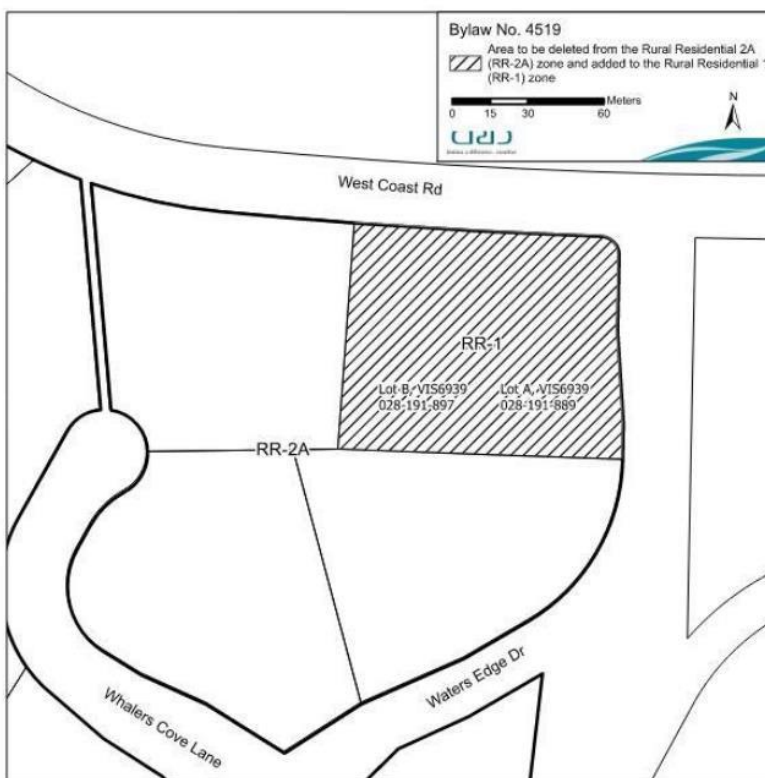 Bylaw No. 4519
Area to be deleted from the Rural Residential 2A
(RR-2A) zone and added to the Rural Residential 1
(RR-1) zone
Meters
0 15 30 60
N
West Coast Rd
RR-1
Lot B, VIS6939
028-191-897
Lot A, VIS6939
028-191-889
RR-2A
Waters Edge Dr
Whalers Cove Lane